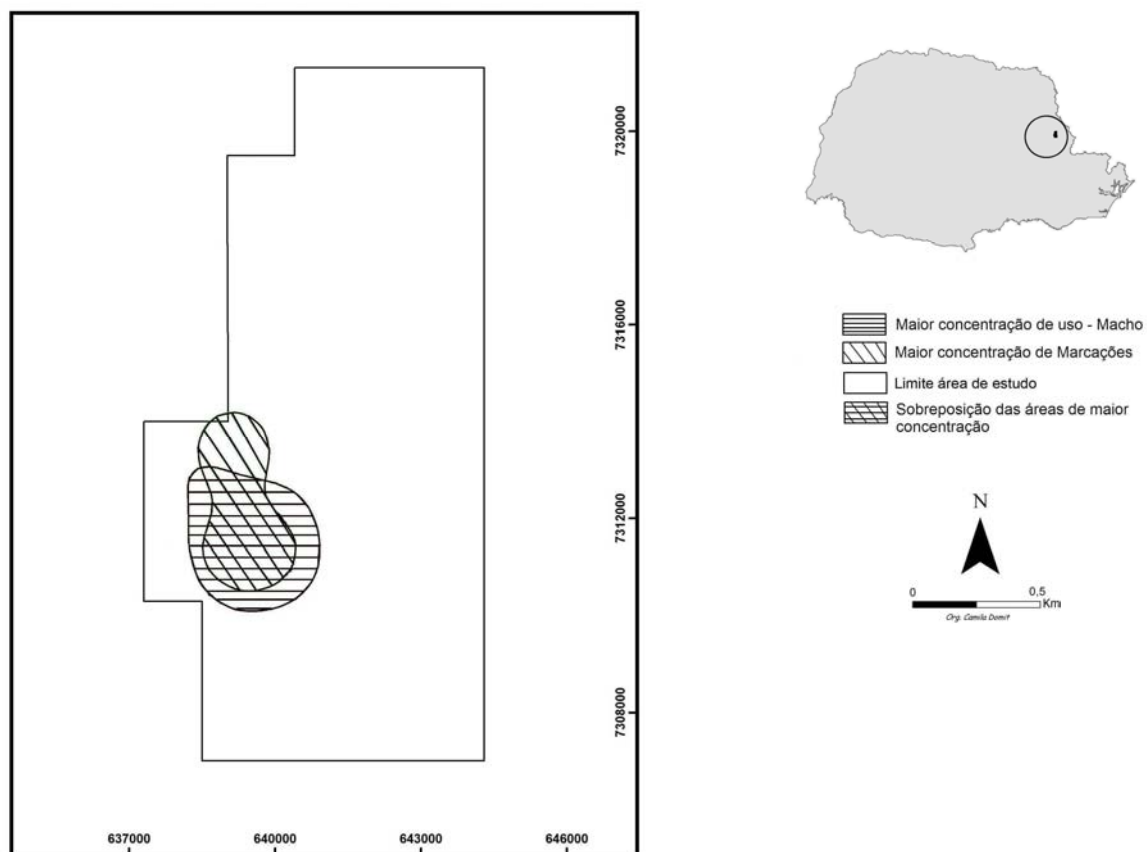 7320000
7316000
7312000
7308000
637000 640000 643000 646000
Maior concentração de uso - Macho
Maior concentração de Marcações
Limite área de estudo
Sobreposição das áreas de maior
concentração
N
0 0,5
Km
Org. Camila Domit